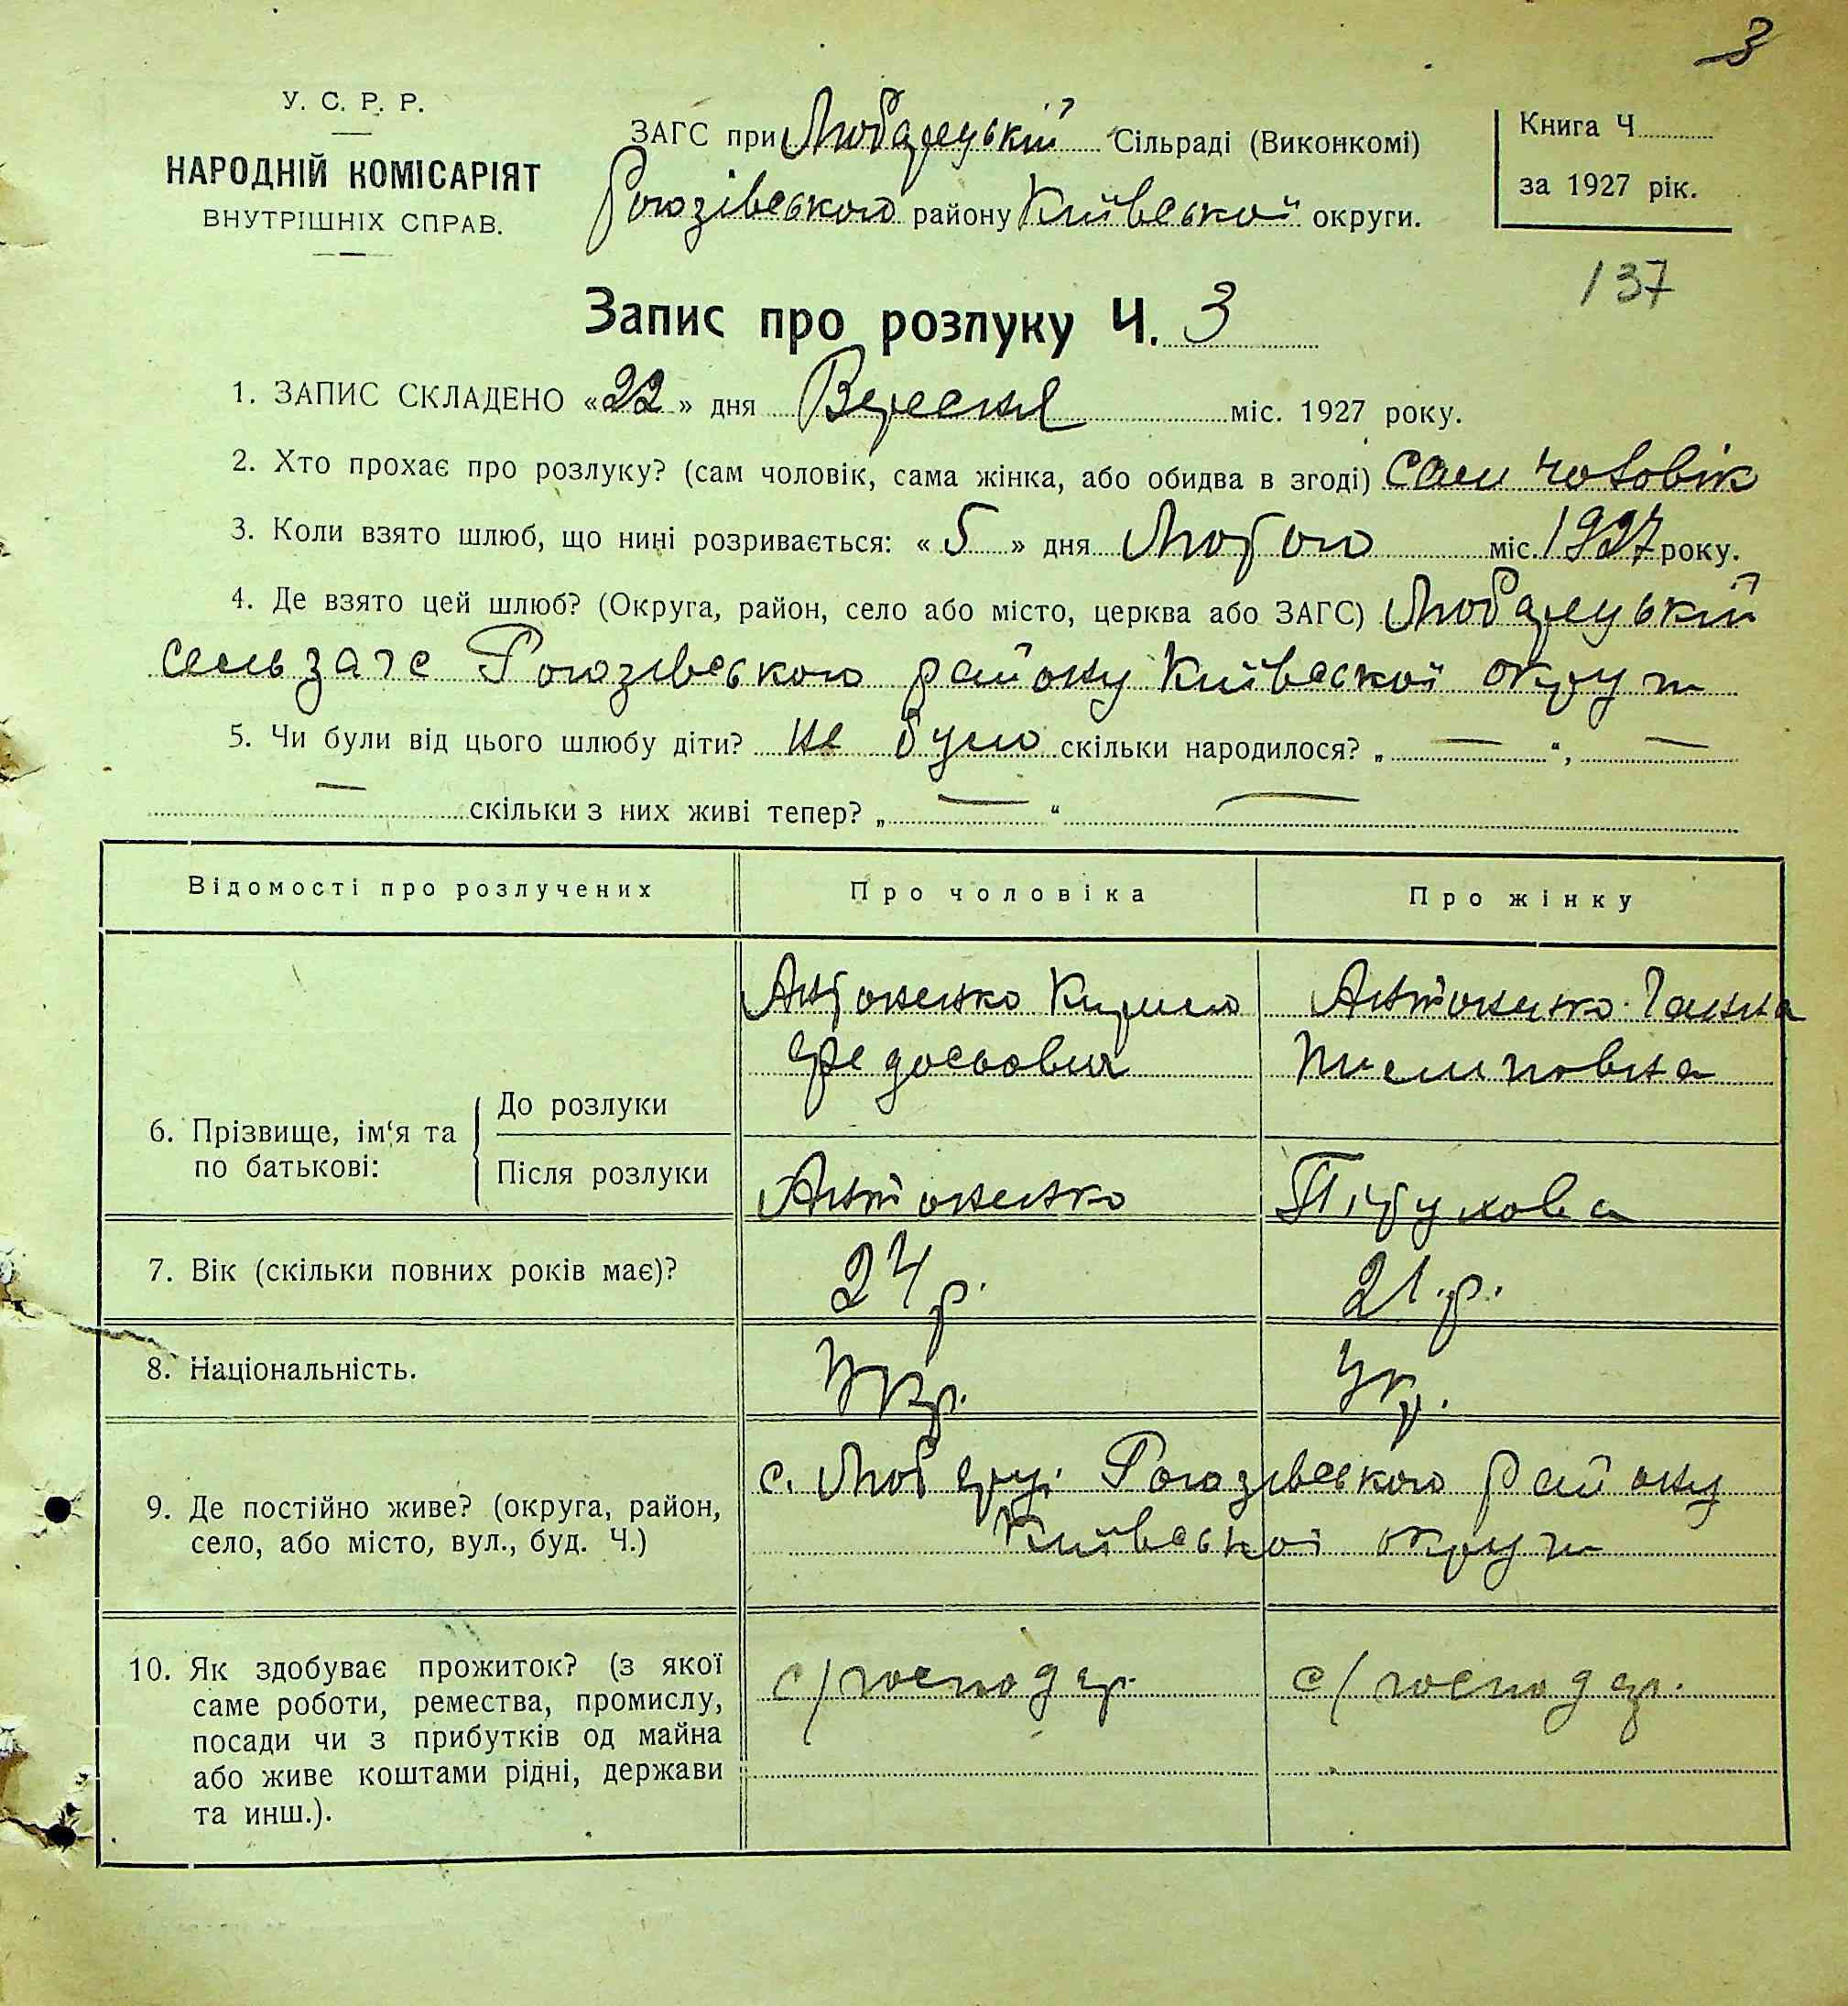 3
У. С. Р. Р.
НАРОДНІЙ КОМІСАРІЯТ
ВНУТРІШНІХ СПРАВ.
ЗАГС при Любарецькій Сільраді (Виконкомі)
Рогозівського району Київської округи.
Книга Ч.
за 1927 рік.
137
Запис про розлуку Ч. 3
1. ЗАПИС СКЛАДЕНО «22» дня Вересня міс. 1927 року.
2. Хто прохає про розлуку? (сам чоловік, сама жінка, або обидва в згоді) сам чоловік
3. Коли взято шлюб, що нині розривається: «5» дня Лютого міс. 1927 року.
4. Де взято цей шлюб? (Округа, район, село або місто, церква або ЗАГС) Любарецькій
сельзагс Рогозівського району Київської округи
5. Чи були від цього шлюбу діти? не було скільки народилося? „ — “, —
— скільки з них живі тепер? „ — “ —
Відомості про розлучених Про чоловіка Про жінку
Антоненко Кирило Антоненко Ганна
Федосьович Пилиповна
6. Прізвище, ім'я та по батькові: До розлуки
Після розлуки Антоненко
7. Вік (скільки повних років має)? 24 р. 21 р.
8. Національність. Укр. Укр.
9. Де постійно живе? (округа, район, с. Любарці Рогозівського району
село, або місто, вул., буд. Ч.) Київської округи
10. Як здобуває прожиток? (з якої с/господар. с/господар.
саме роботи, ремества, промислу,
посади чи з прибутків од майна
або живе коштами рідні, держави
та инш.).